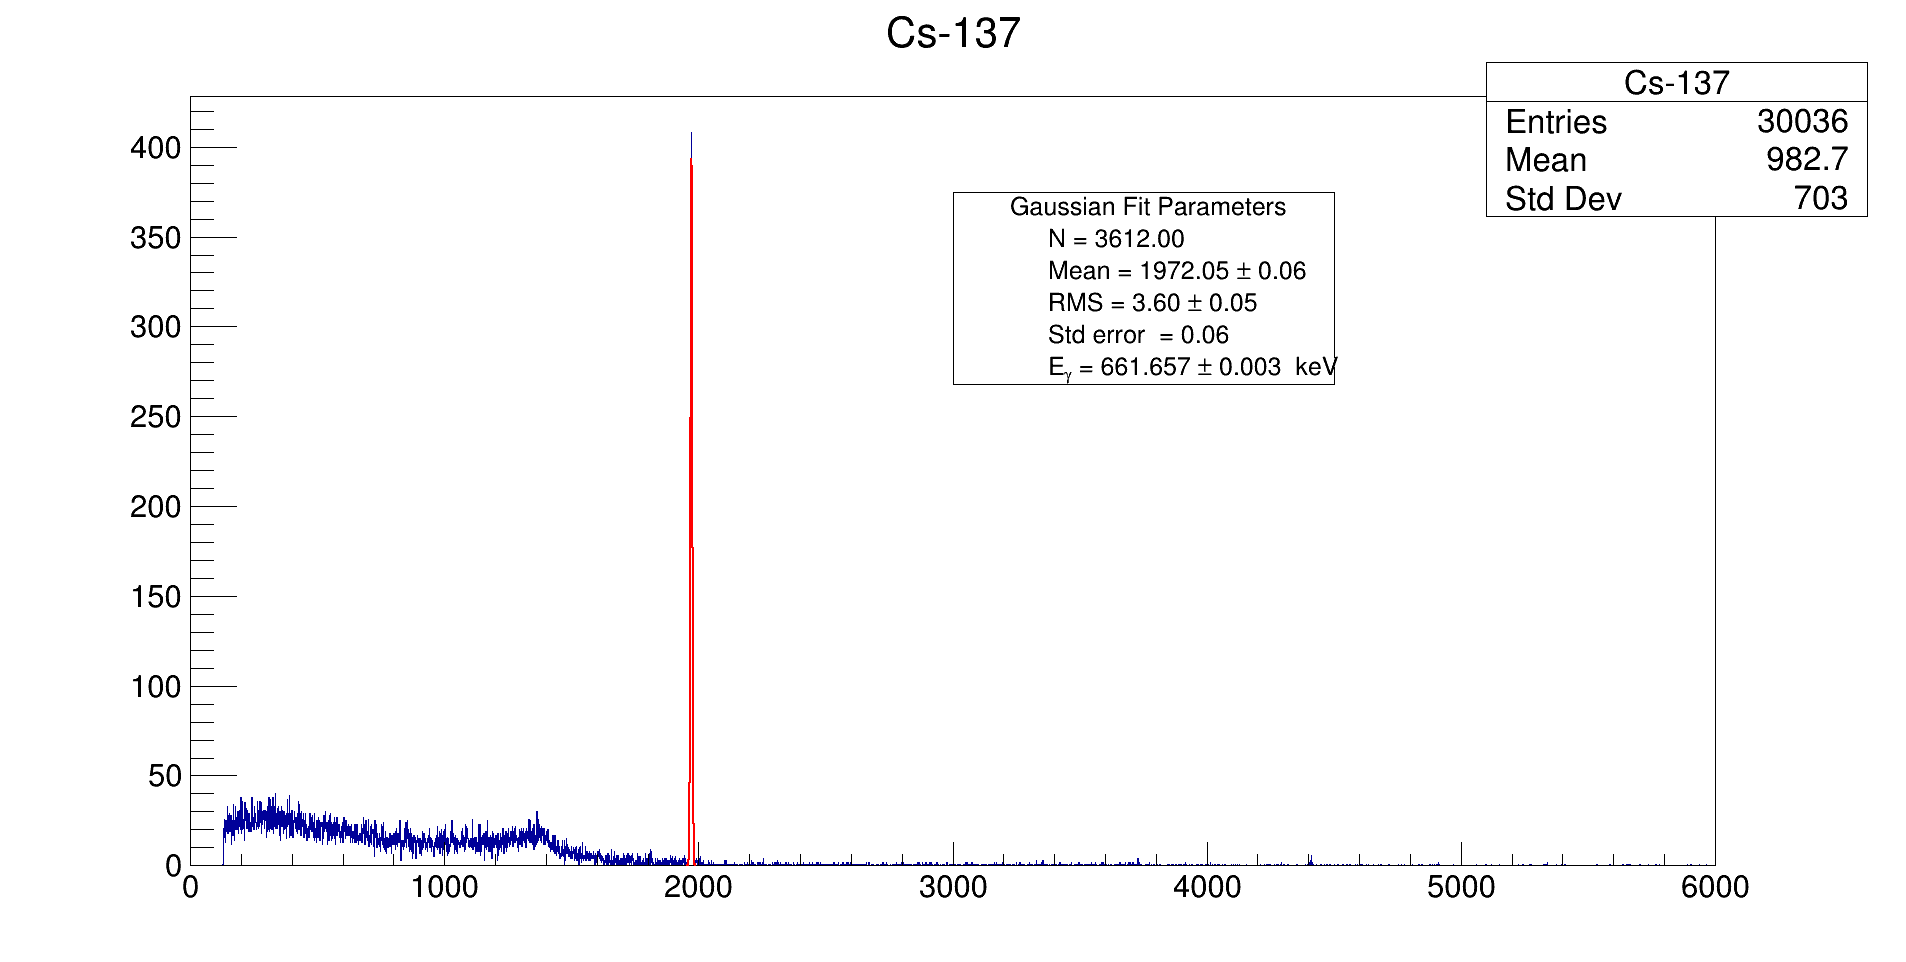 Cs-137
Cs-137
Entries 30036
Mean 982.7
Std Dev 703
Gaussian Fit Parameters
N = 3612.00
Mean = 1972.05 ± 0.06
RMS = 3.60 ± 0.05
Std error = 0.06
Eγ = 661.657 ± 0.003 keV
400
350
300
250
200
150
100
50
0
0 1000 2000 3000 4000 5000 6000